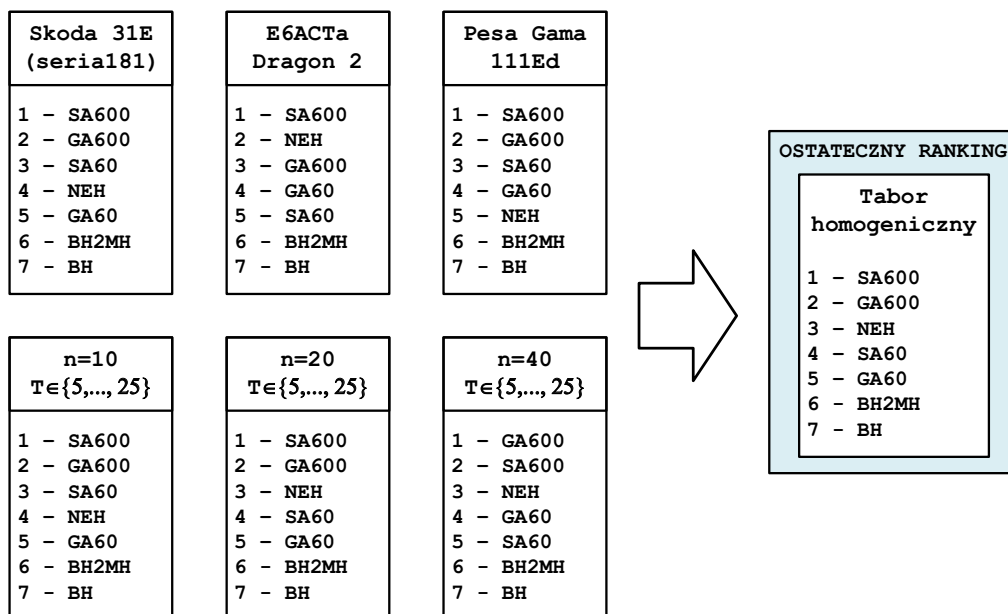 Skoda 31E
(seria181)
1 – SA600
2 – GA600
3 – SA60
4 – NEH
5 – GA60
6 – BH2MH
7 - BH
E6ACTa
Dragon 2
1 – SA600
2 – NEH
3 – GA600
4 – GA60
5 – SA60
6 – BH2MH
7 - BH
Pesa Gama
111Ed
1 – SA600
2 – GA600
3 – SA60
4 – GA60
5 – NEH
6 – BH2MH
7 - BH
n=10
T∈{5,..., 25}
1 – SA600
2 – GA600
3 – SA60
4 – NEH
5 – GA60
6 – BH2MH
7 - BH
n=20
T∈{5,..., 25}
1 – SA600
2 – GA600
3 – NEH
4 – SA60
5 – GA60
6 – BH2MH
7 - BH
n=40
T∈{5,..., 25}
1 – GA600
2 – SA600
3 – NEH
4 – GA60
5 – SA60
6 – BH2MH
7 - BH
OSTATECZNY RANKING
Tabor
homogeniczny
1 – SA600
2 – GA600
3 – NEH
4 – SA60
5 – GA60
6 – BH2MH
7 - BH